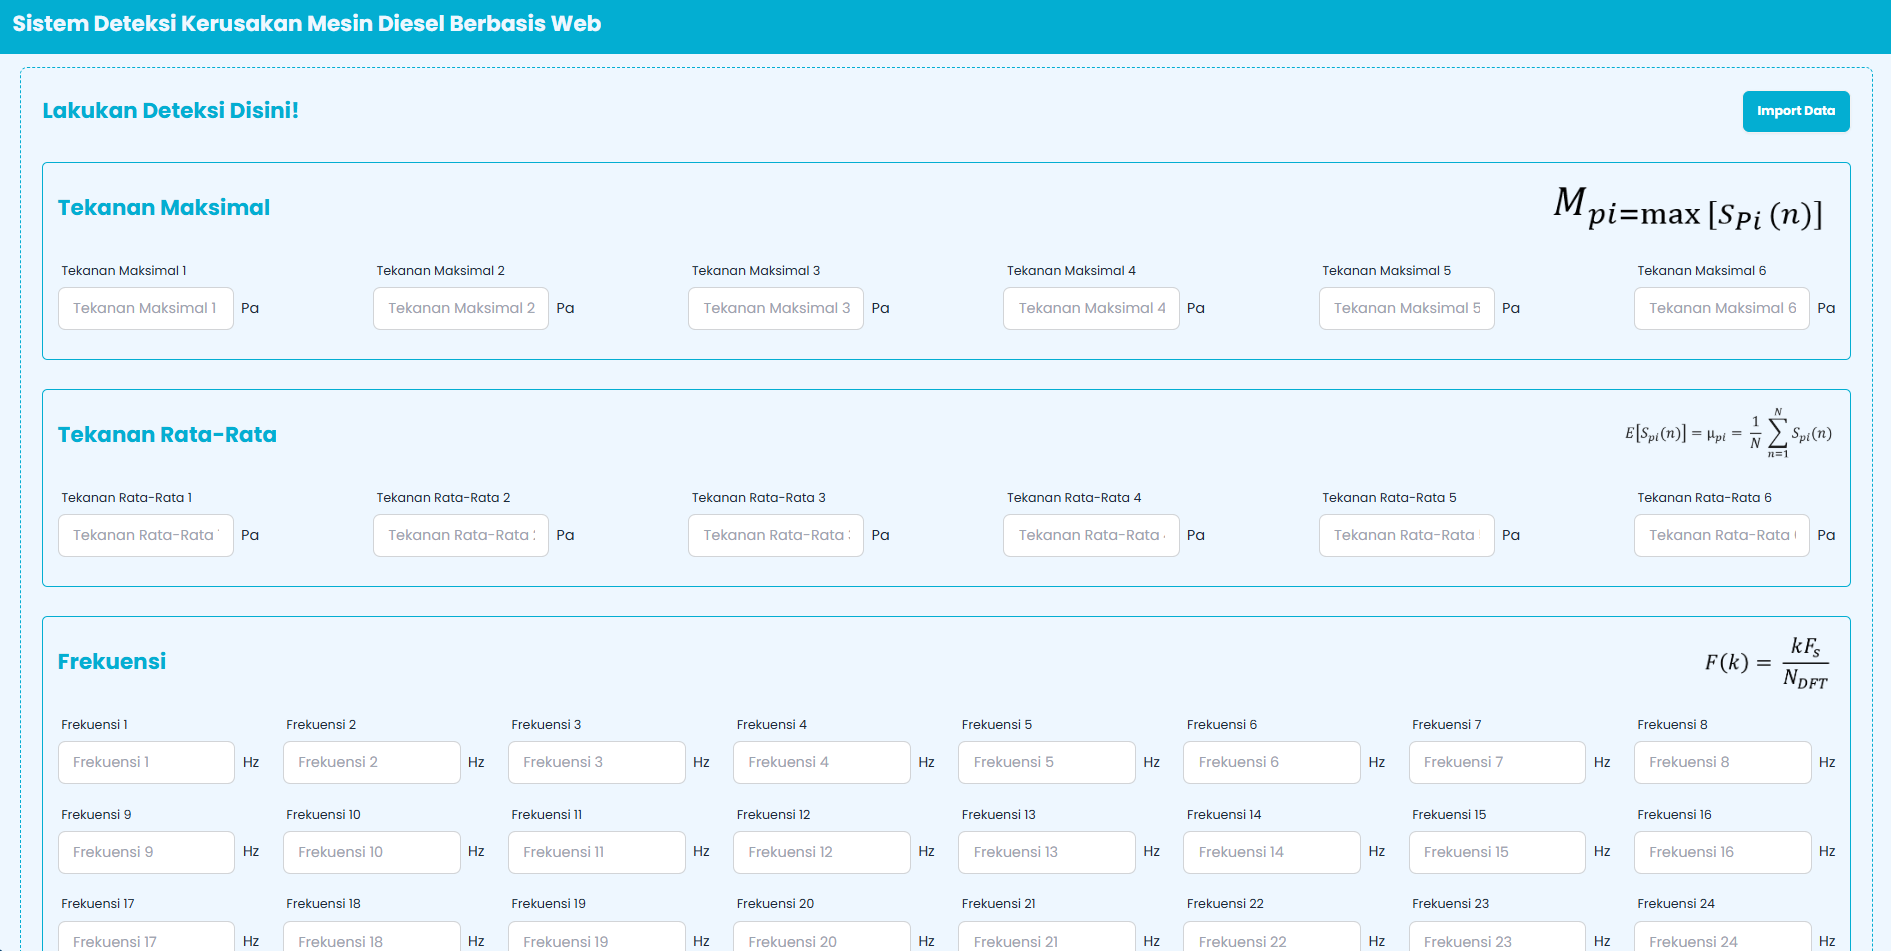 Sistem Deteksi Kerusakan Mesin Diesel Berbasis Web
Lakukan Deteksi Disini!
Import Data
Tekanan Maksimal
M_{pi}=max [S_{Pi} (n)]
Tekanan Maksimal 1 Tekanan Maksimal 2 Tekanan Maksimal 3 Tekanan Maksimal 4 Tekanan Maksimal 5 Tekanan Maksimal 6
Tekanan Maksimal 1 Pa Tekanan Maksimal 2 Pa Tekanan Maksimal 3 Pa Tekanan Maksimal 4 Pa Tekanan Maksimal 5 Pa Tekanan Maksimal 6 Pa
Tekanan Rata-Rata
E[S_{pi}(n)] = μ_{pi} = \frac{1}{N} \sum_{n=1}^{N} S_{pi}(n)
Tekanan Rata-Rata 1 Tekanan Rata-Rata 2 Tekanan Rata-Rata 3 Tekanan Rata-Rata 4 Tekanan Rata-Rata 5 Tekanan Rata-Rata 6
Tekanan Rata-Rata Pa Tekanan Rata-Rata Pa Tekanan Rata-Rata Pa Tekanan Rata-Rata Pa Tekanan Rata-Rata Pa Tekanan Rata-Rata Pa
Frekuensi
F(k) = \frac{kF_s}{N_{DFT}}
Frekuensi 1 Frekuensi 2 Frekuensi 3 Frekuensi 4 Frekuensi 5 Frekuensi 6 Frekuensi 7 Frekuensi 8
Frekuensi 1 Hz Frekuensi 2 Hz Frekuensi 3 Hz Frekuensi 4 Hz Frekuensi 5 Hz Frekuensi 6 Hz Frekuensi 7 Hz Frekuensi 8 Hz
Frekuensi 9 Frekuensi 10 Frekuensi 11 Frekuensi 12 Frekuensi 13 Frekuensi 14 Frekuensi 15 Frekuensi 16
Frekuensi 9 Hz Frekuensi 10 Hz Frekuensi 11 Hz Frekuensi 12 Hz Frekuensi 13 Hz Frekuensi 14 Hz Frekuensi 15 Hz Frekuensi 16 Hz
Frekuensi 17 Frekuensi 18 Frekuensi 19 Frekuensi 20 Frekuensi 21 Frekuensi 22 Frekuensi 23 Frekuensi 24
Frekuensi 17 Hz Frekuensi 18 Hz Frekuensi 19 Hz Frekuensi 20 Hz Frekuensi 21 Hz Frekuensi 22 Hz Frekuensi 23 Hz Frekuensi 24 Hz